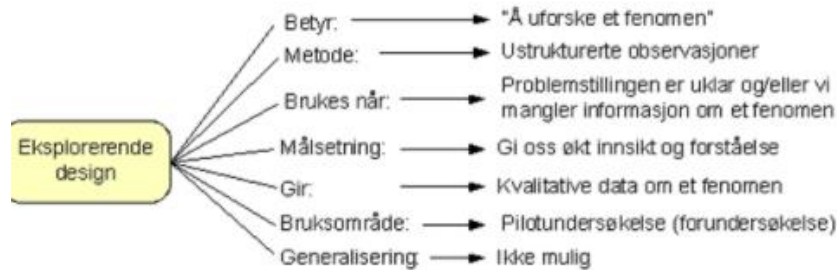 Eksplorerende
design
Betyr: "Å uforske et fenomen"
Metode: Ustrukturerte observasjoner
Brukes når: Problemstillingen er uklar og/eller vi
mangler informasjon om et fenomen
Målsetning: Gi oss økt innsikt og forståelse
Gir: Kvalitative data om et fenomen
Bruksområde: Pilotundersøkelse (forundersøkelse)
Generalisering: Ikke mulig